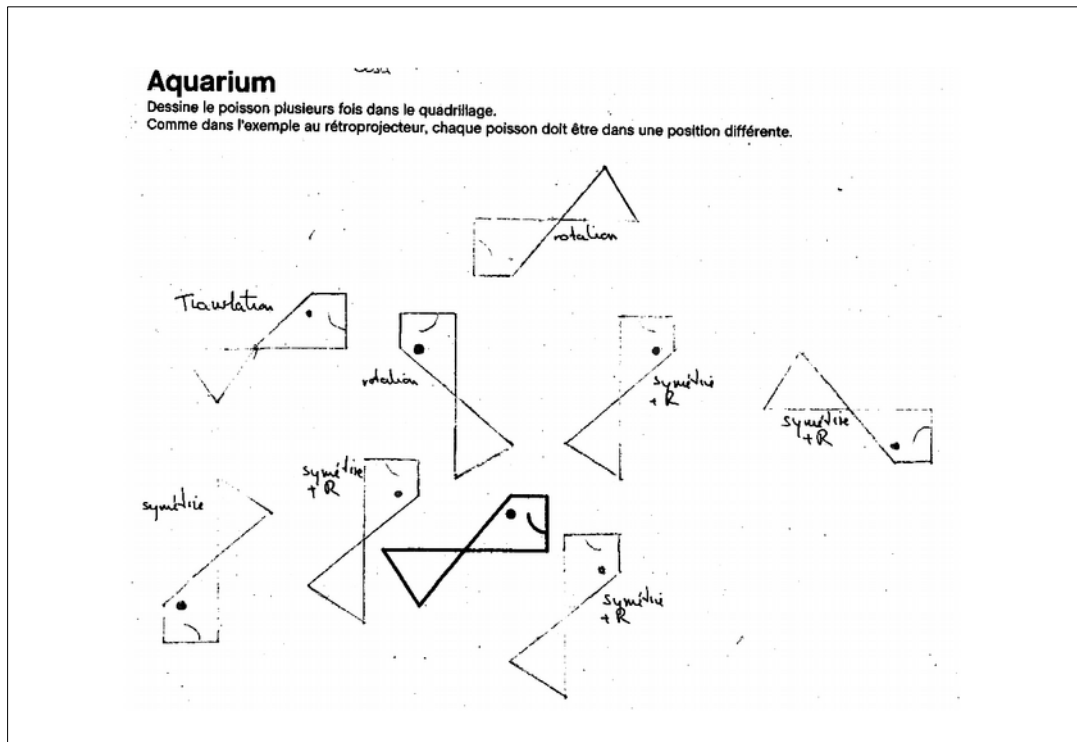 Aquarium
Dessine le poisson plusieurs fois dans le quadrillage.
Comme dans l'exemple au rétroprojecteur, chaque poisson doit être dans une position différente.
rotation
Translation
rotation
symétrie
+ R
symétrie
+ R
symétrie
+ R
symétrie
symétrie
+ R